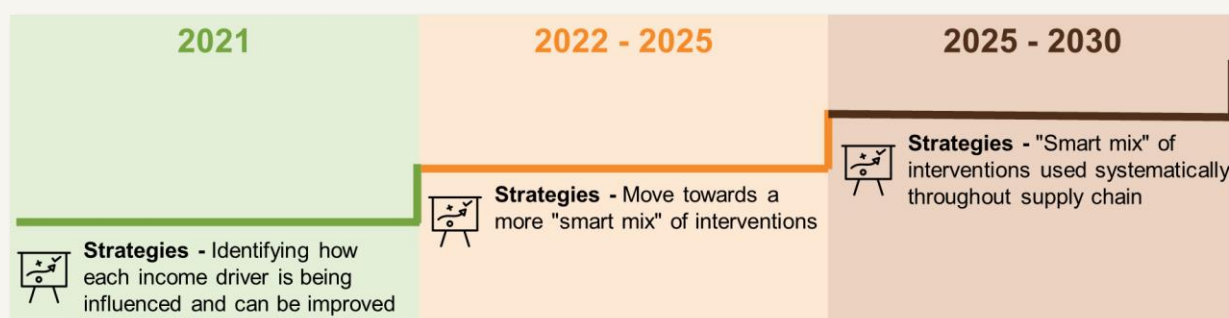 2021
Strategies - Identifying how
each income driver is being
influenced and can be improved
2022 - 2025
Strategies - Move towards a
more "smart mix" of interventions
2025 - 2030
Strategies - "Smart mix" of
interventions used systematically
throughout supply chain